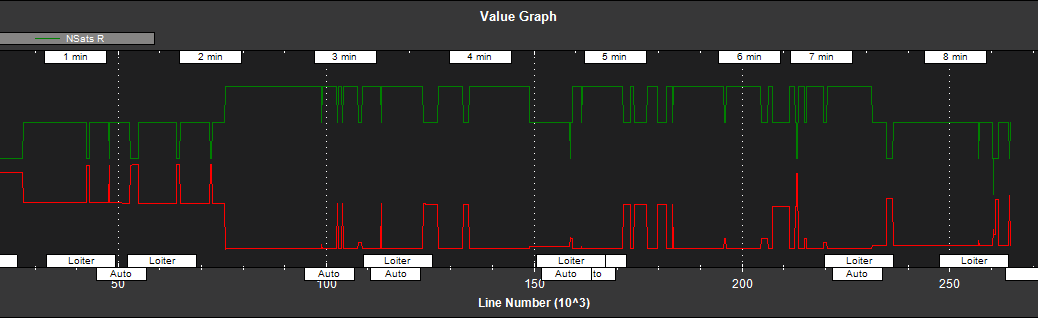 Value Graph
NSats R
1 min 2 min 3 min 4 min 5 min 6 min 7 min 8 min
Loiter Loiter Loiter Loiter Loiter Loiter
Auto Auto Auto Auto to Auto
50 100 150 200 250
Line Number (10^3)